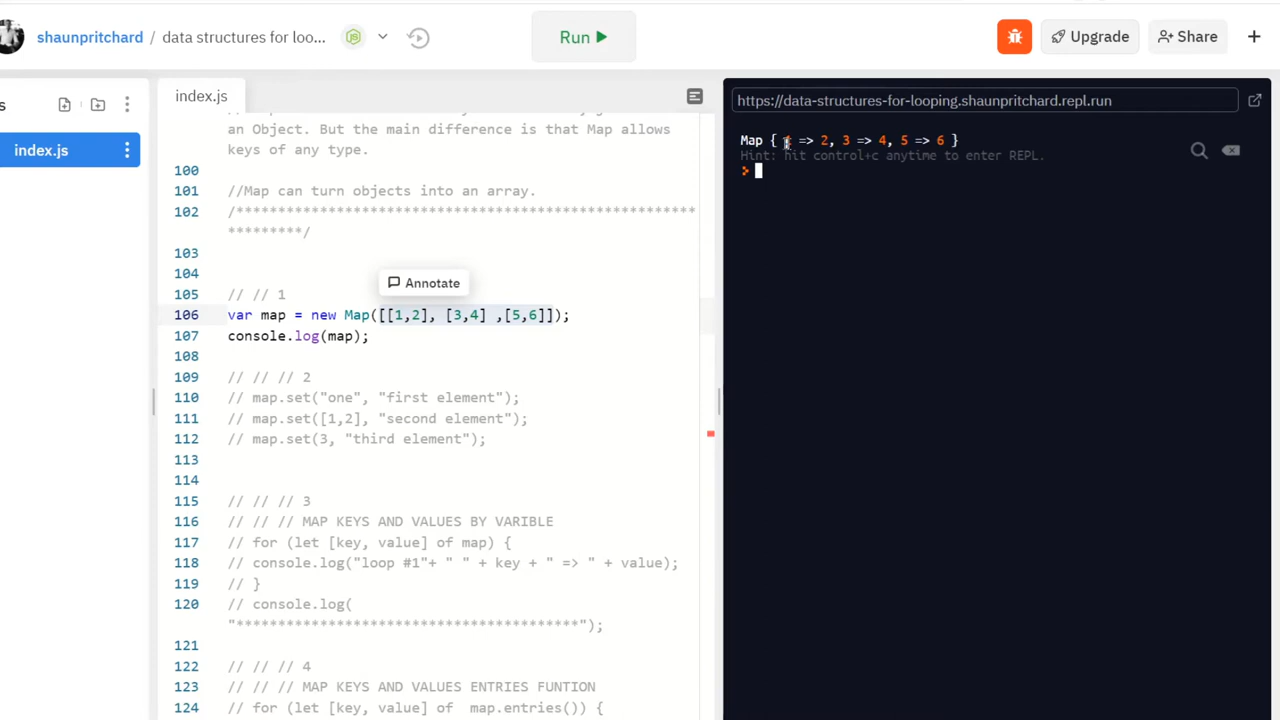 shaunpritchard / data structures for loo...
Run
Upgrade
Share
s
index.js
index.js
an Object. But the main difference is that Map allows
keys of any type.
100
101 //Map can turn objects into an array.
102 /********************************************************
*********/
103
104
Annotate
105 // // 1
106 var map = new Map([[1,2], [3,4] ,[5,6]]);
107 console.log(map);
108
109 // // // 2
110 // map.set("one", "first element");
111 // map.set([1,2], "second element");
112 // map.set(3, "third element");
113
114
115 // // // 3
116 // // // MAP KEYS AND VALUES BY VARIBLE
117 // for (let [key, value] of map) {
118 // console.log("loop #1"+ " " + key + " => " + value);
119 // }
120 // console.log(
"****************************************");
121
122 // // // 4
123 // // // MAP KEYS AND VALUES ENTRIES FUNTION
124 // for (let [key, value] of  map.entries()) {
https://data-structures-for-looping.shaunpritchard.repl.run
Map { => 2, 3 => 4, 5 => 6 }
Hint: hit control+c anytime to enter REPL.
>